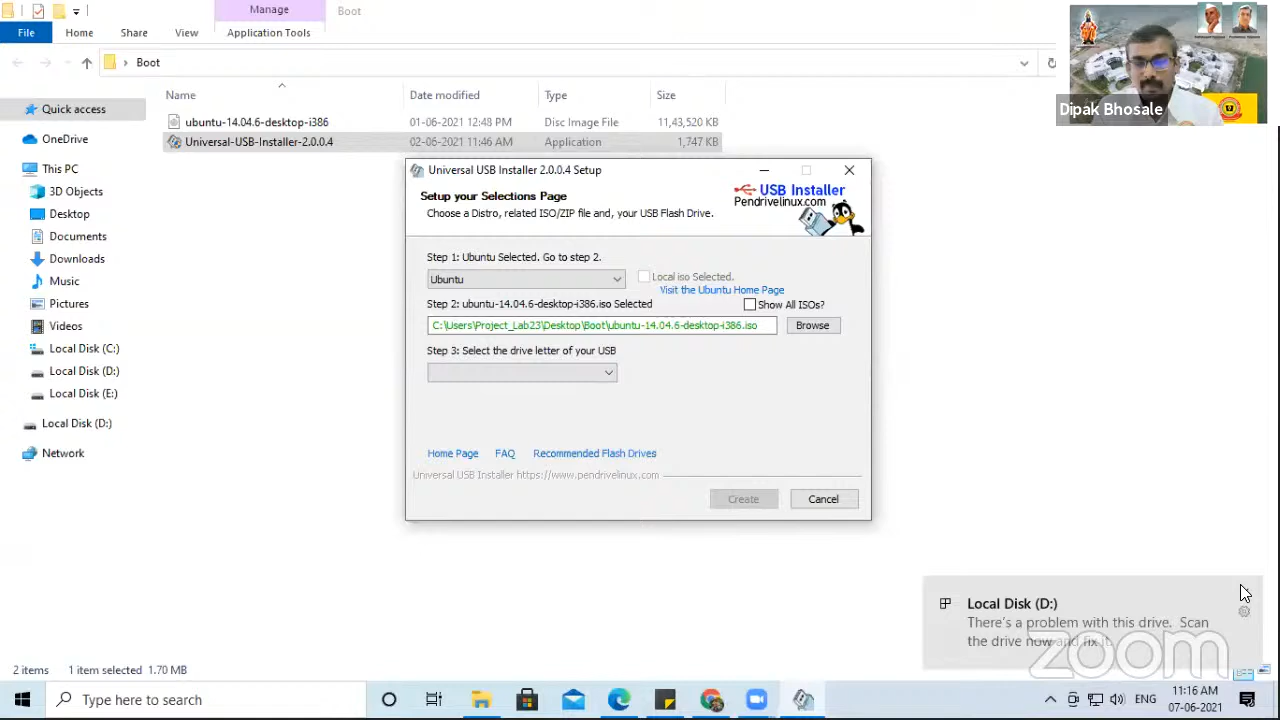 Manage
Boot
File
Home
Share
View
Application Tools
Boot
Quick access
OneDrive
This PC
3D Objects
Desktop
Documents
Downloads
Music
Pictures
Videos
Local Disk (C:)
Local Disk (D:)
Local Disk (E:)
Local Disk (D:)
Network
Name
Date modified
Type
Size
ubuntu-14.04.6-desktop-i386
01-06-2021 12:48 PM
Disc Image File
11,43,520 KB
Universal-USB-Installer-2.0.0.4
02-06-2021 11:46 AM
Application
1,747 KB
Universal USB Installer 2.0.0.4 Setup
Setup your Selections Page
Choose a Distro, related ISO/ZIP file and, your USB Flash Drive.
USB Installer
Pendrivelinux.com
Step 1: Ubuntu Selected. Go to step 2.
Ubuntu
Local iso Selected.
Visit the Ubuntu Home Page
Step 2: ubuntu-14.04.6-desktop-i386.iso Selected
Show All ISOs?
C:\Users\Project_Lab23\Desktop\Boot\ubuntu-14.04.6-desktop-i386.iso
Browse
Step 3: Select the drive letter of your USB
Home Page
FAQ
Recommended Flash Drives
Universal USB Installer https://www.pendrivelinux.com
Create
Cancel
Dipak Bhosale
Local Disk (D:)
There's a problem with this drive. Scan
the drive now and fix it.
zoom
2 items
1 item selected 1.70 MB
Type here to search
ENG
11:16 AM
07-06-2021